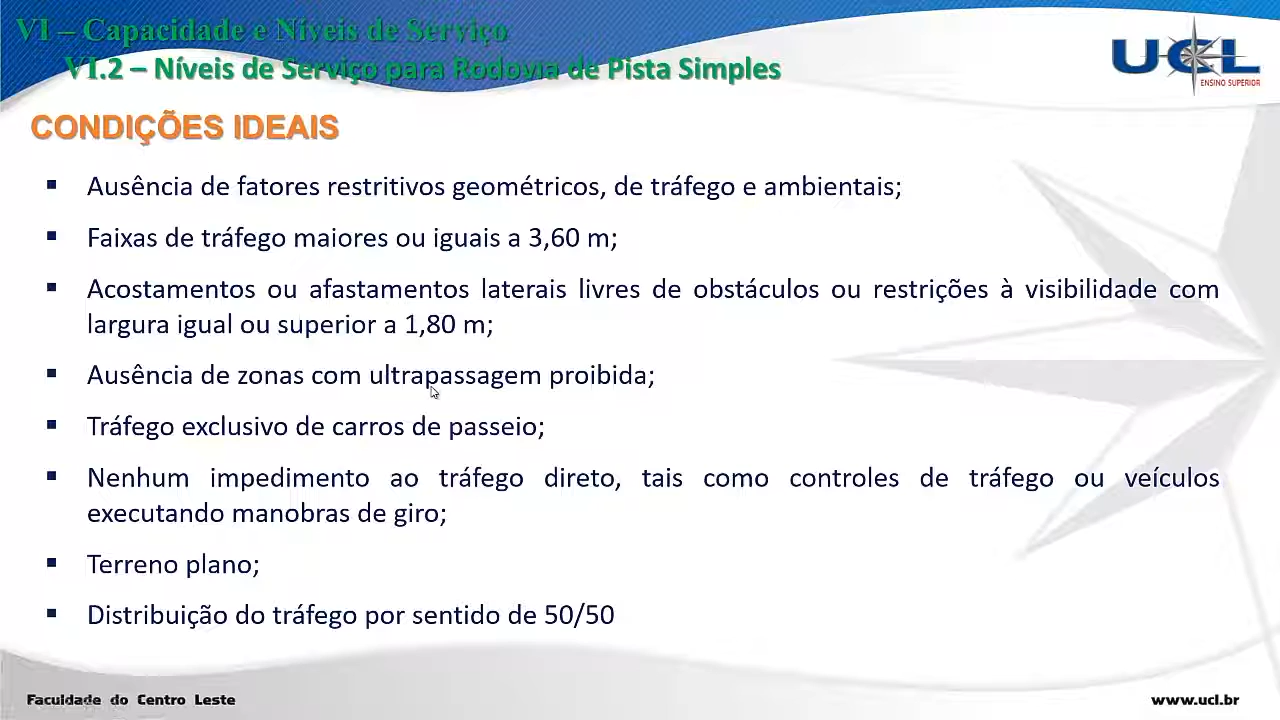 VI – Capacidade e Níveis de Serviço
VI.2 – Níveis de Serviço para Rodovia de Pista Simples
UCL
ENSINO SUPERIOR
CONDIÇÕES IDEAIS
▪ Ausência de fatores restritivos geométricos, de tráfego e ambientais;
▪ Faixas de tráfego maiores ou iguais a 3,60 m;
▪ Acostamentos ou afastamentos laterais livres de obstáculos ou restrições à visibilidade com
largura igual ou superior a 1,80 m;
▪ Ausência de zonas com ultrapassagem proibida;
▪ Tráfego exclusivo de carros de passeio;
▪ Nenhum impedimento ao tráfego direto, tais como controles de tráfego ou veículos
executando manobras de giro;
▪ Terreno plano;
▪ Distribuição do tráfego por sentido de 50/50
Faculdade do Centro Leste
www.ucl.br